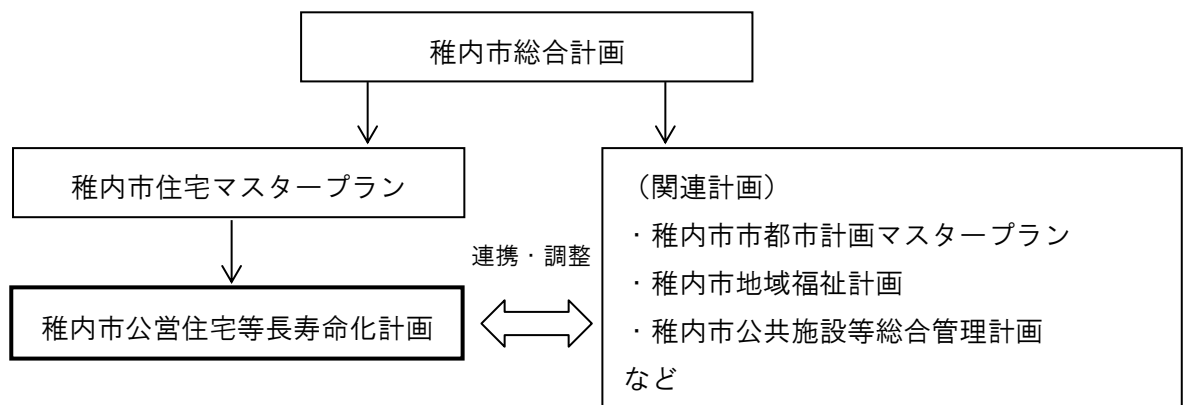 稚内市総合計画
稚内市住宅マスタープラン
稚内市公営住宅等長寿命化計画
連携・調整
（関連計画）
・稚内市市都市計画マスタープラン
・稚内市地域福祉計画
・稚内市公共施設等総合管理計画
など